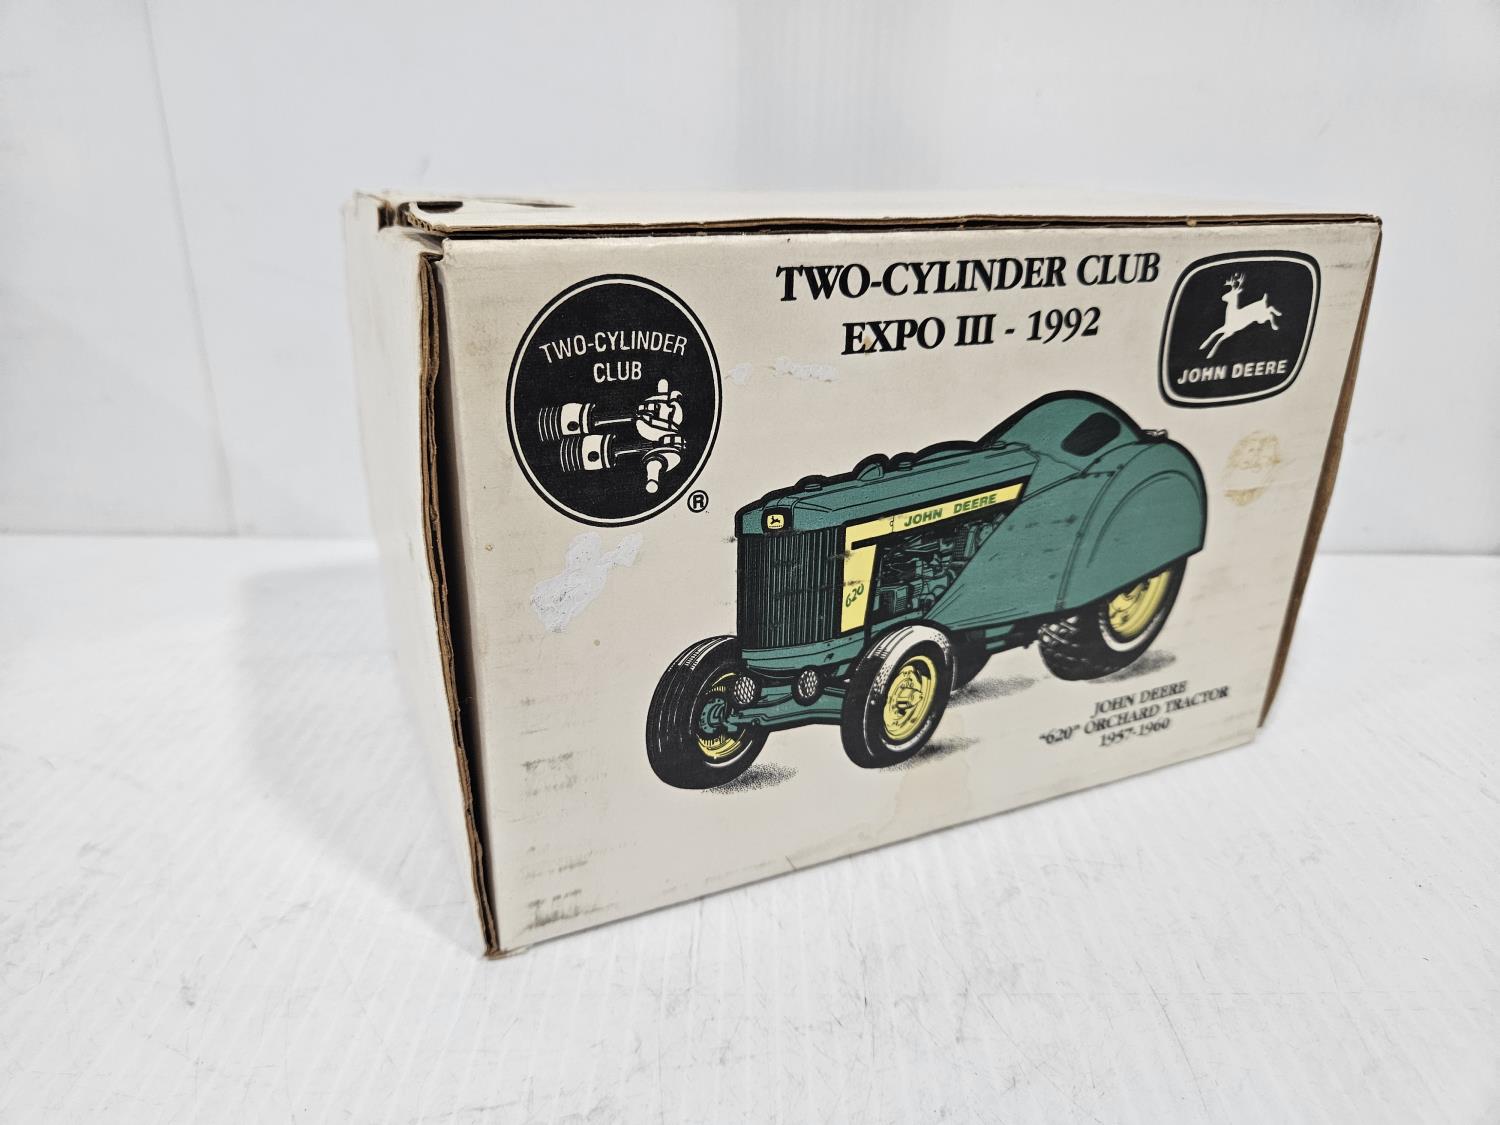 TWO-CYLINDER CLUB
EXPO III - 1992
TWO-CYLINDER
CLUB
®
JOHN DEERE
JOHN DEERE
620
JOHN DEERE
"620" ORCHARD TRACTOR
1957-1960